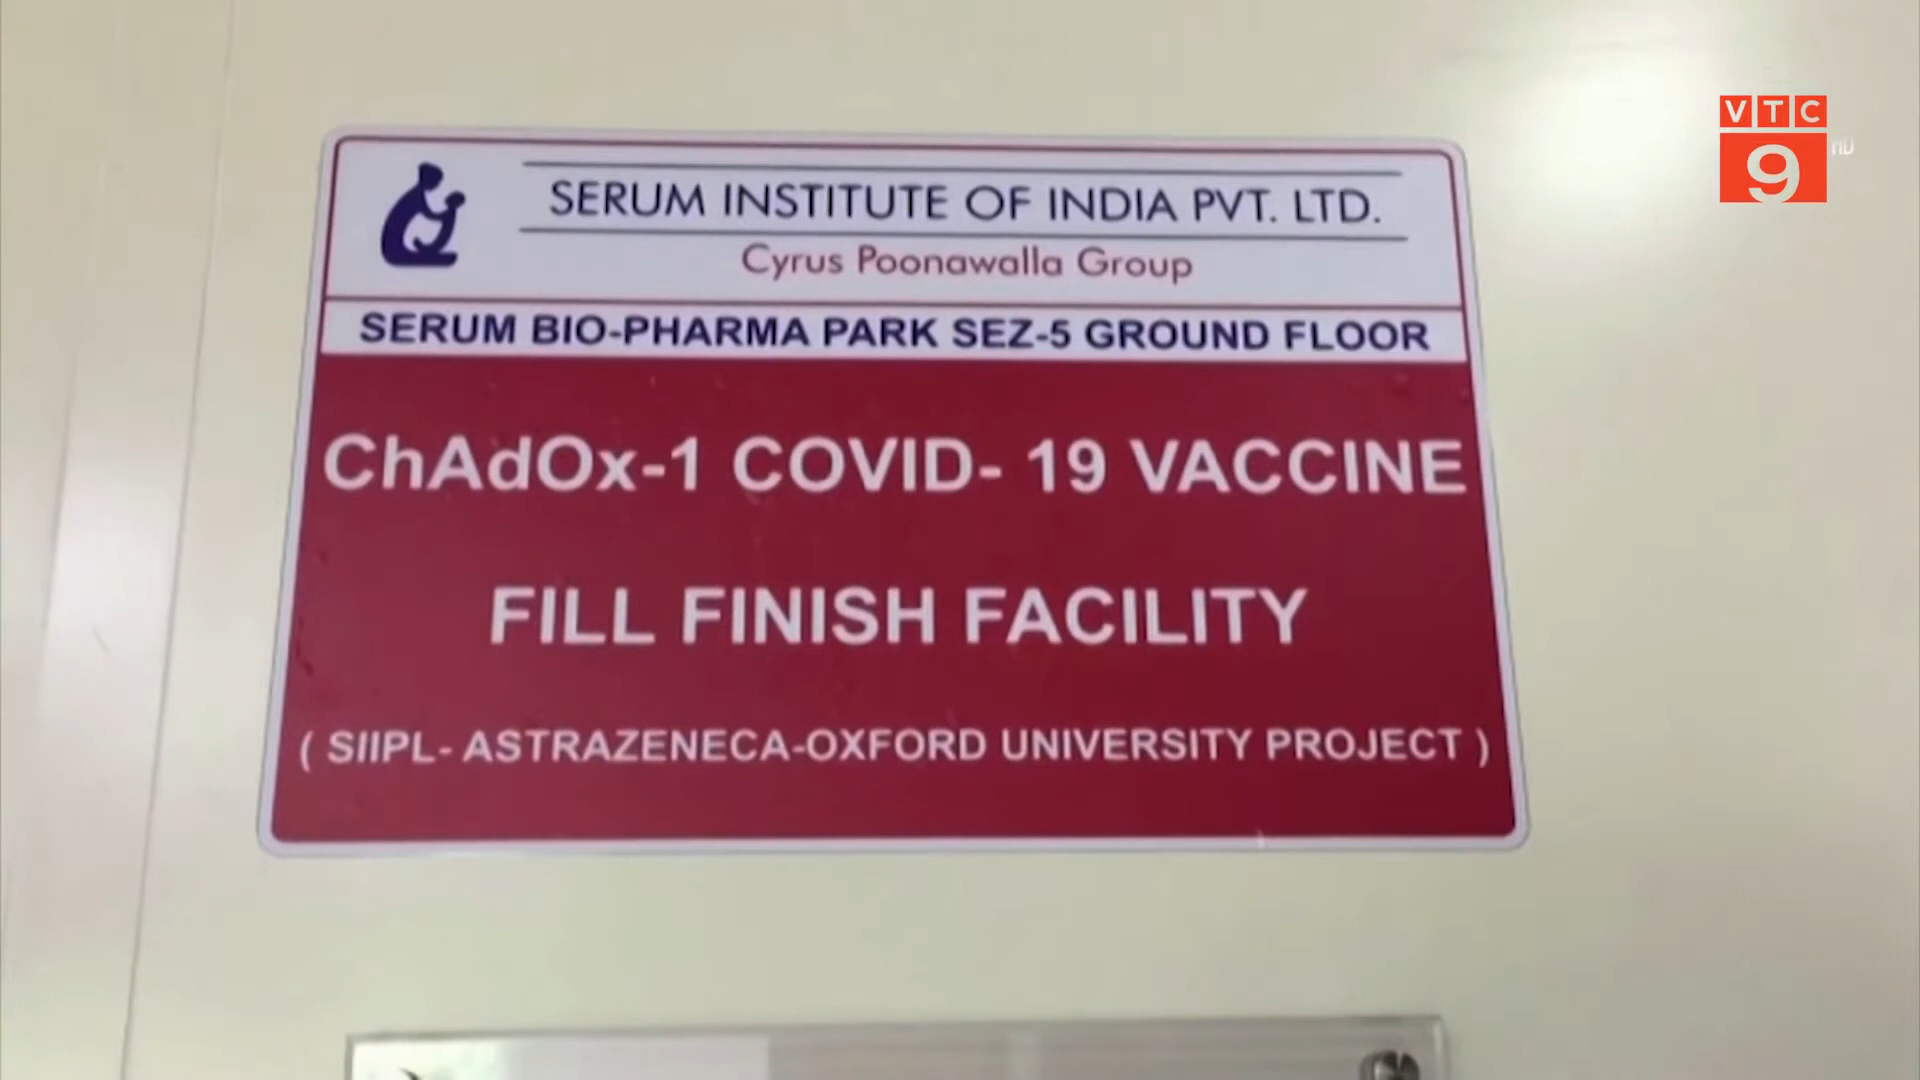 VTC
9
HD
SERUM INSTITUTE OF INDIA PVT. LTD.
Cyrus Poonawalla Group
SERUM BIO-PHARMA PARK SEZ-5 GROUND FLOOR
ChAdOx-1 COVID- 19 VACCINE
FILL FINISH FACILITY
( SIIPL- ASTRAZENECA-OXFORD UNIVERSITY PROJECT )